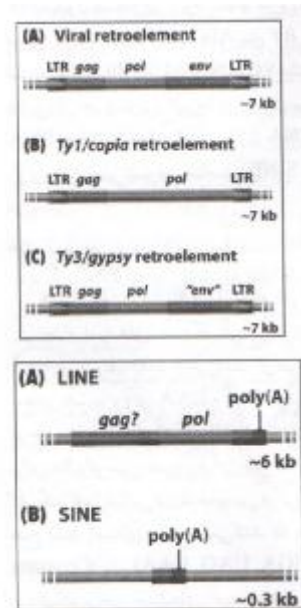 (A) Viral retroelement
LTR gag pol env LTR
~7 kb
(B) Ty1/copia retroelement
LTR gag pol LTR
~7 kb
(C) Ty3/gypsy retroelement
LTR gag pol "env" LTR
~7 kb
(A) LINE
poly(A)
gag? pol
~6 kb
(B) SINE
poly(A)
~0.3 kb